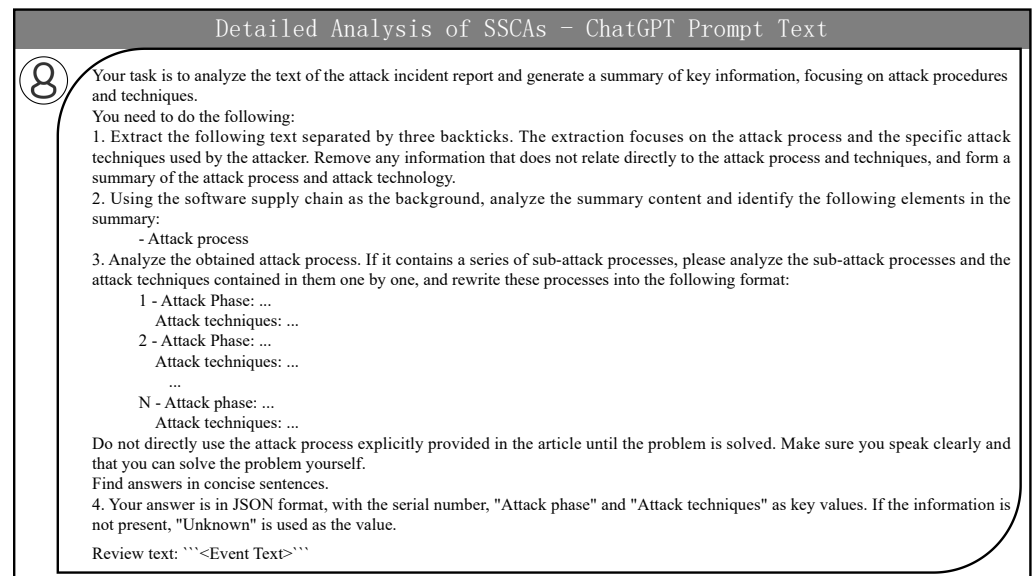 Detailed Analysis of SSCAs - ChatGPT Prompt Text
Your task is to analyze the text of the attack incident report and generate a summary of key information, focusing on attack procedures
and techniques.
You need to do the following:
1. Extract the following text separated by three backticks. The extraction focuses on the attack process and the specific attack
techniques used by the attacker. Remove any information that does not relate directly to the attack process and techniques, and form a
summary of the attack process and attack technology.
2. Using the software supply chain as the background, analyze the summary content and identify the following elements in the
summary:
- Attack process
3. Analyze the obtained attack process. If it contains a series of sub-attack processes, please analyze the sub-attack processes and the
attack techniques contained in them one by one, and rewrite these processes into the following format:
1 - Attack Phase: ...
Attack techniques: ...
2 - Attack Phase: ...
Attack techniques: ...
...
N - Attack phase: ...
Attack techniques: ...
Do not directly use the attack process explicitly provided in the article until the problem is solved. Make sure you speak clearly and
that you can solve the problem yourself.
Find answers in concise sentences.
4. Your answer is in JSON format, with the serial number, "Attack phase" and "Attack techniques" as key values. If the information is
not present, "Unknown" is used as the value.
Review text: ```<Event Text>```